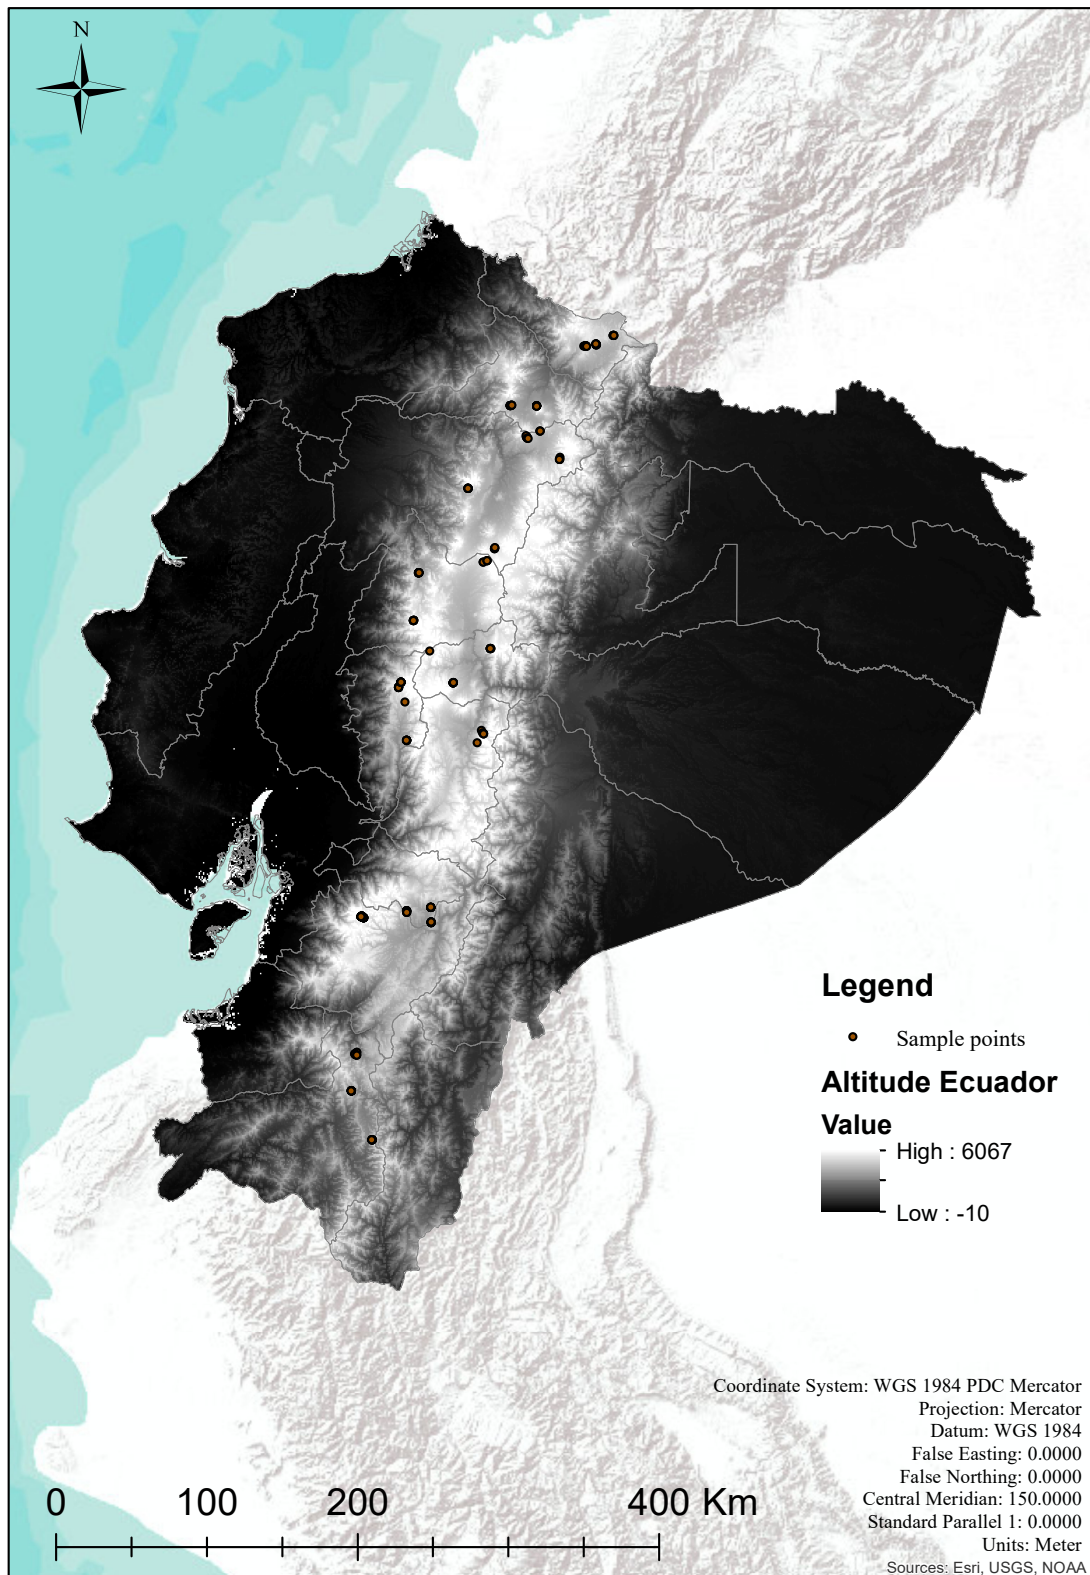 N
Legend
Sample points
Altitude Ecuador
Value
High : 6067
Low : -10
Coordinate System: WGS 1984 PDC Mercator
Projection: Mercator
Datum: WGS 1984
False Easting: 0.0000
False Northing: 0.0000
Central Meridian: 150.0000
Standard Parallel 1: 0.0000
Units: Meter
Sources: Esri, USGS, NOAA
0 100 200 400 Km